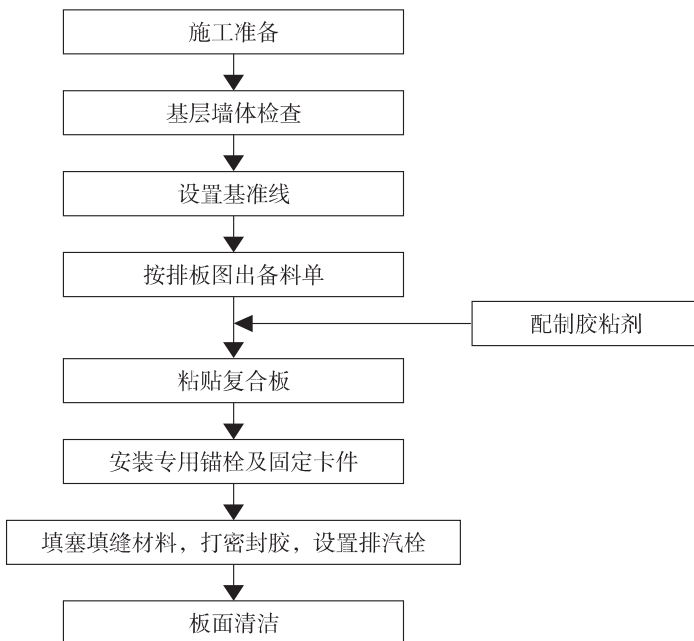 施工准备
基层墙体检查
设置基准线
按排板图出备料单
配制胶粘剂
粘贴复合板
安装专用锚栓及固定卡件
填塞填缝材料，打密封胶，设置排汽栓
板面清洁